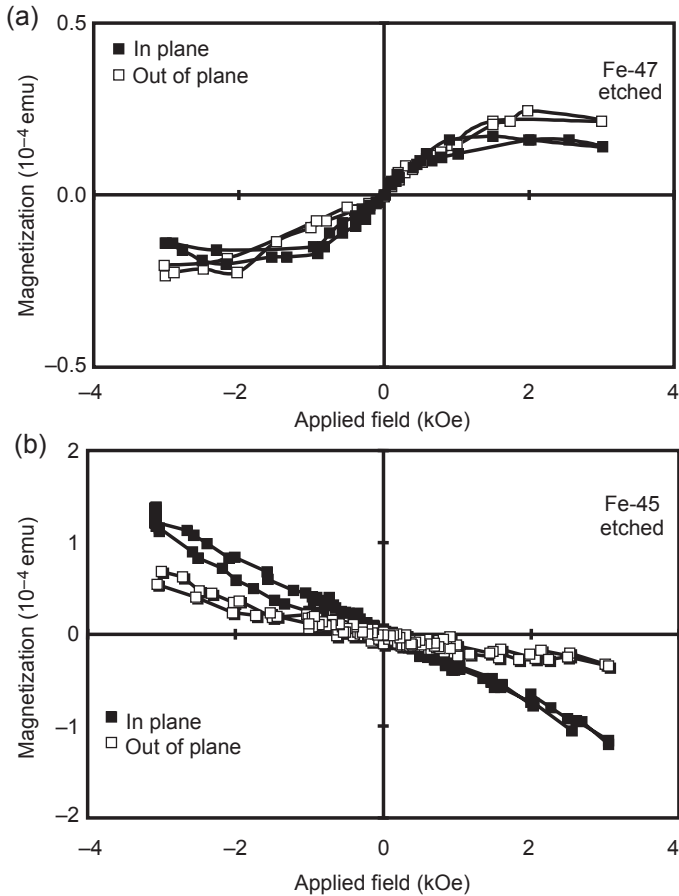 (a)
0.5
In plane
Out of plane
Fe-47
etched
Magnetization (10⁻⁴ emu)
0.0
–0.5
–4
–2
0
2
4
Applied field (kOe)
(b)
2
Fe-45
etched
1
Magnetization (10⁻⁴ emu)
0
In plane
Out of plane
–1
–2
–4
–2
0
2
4
Applied field (kOe)